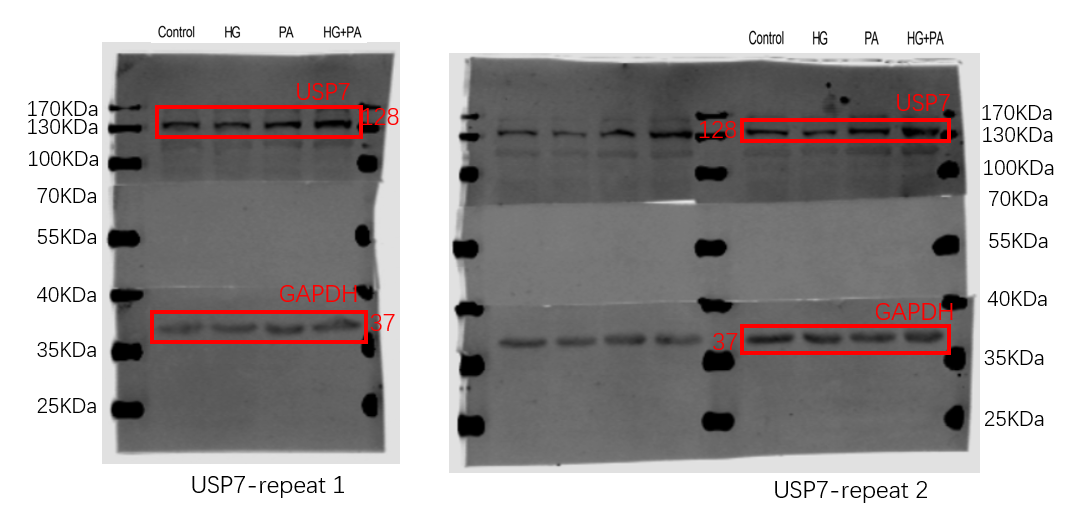 Control HG PA HG+PA
USP7
170KDa
128
130KDa
100KDa
70KDa
55KDa
40KDa
GAPDH
37
35KDa
25KDa
USP7-repeat 1
Control HG PA HG+PA
USP7
170KDa
128
130KDa
100KDa
70KDa
55KDa
40KDa
GAPDH
37
35KDa
25KDa
USP7-repeat 2